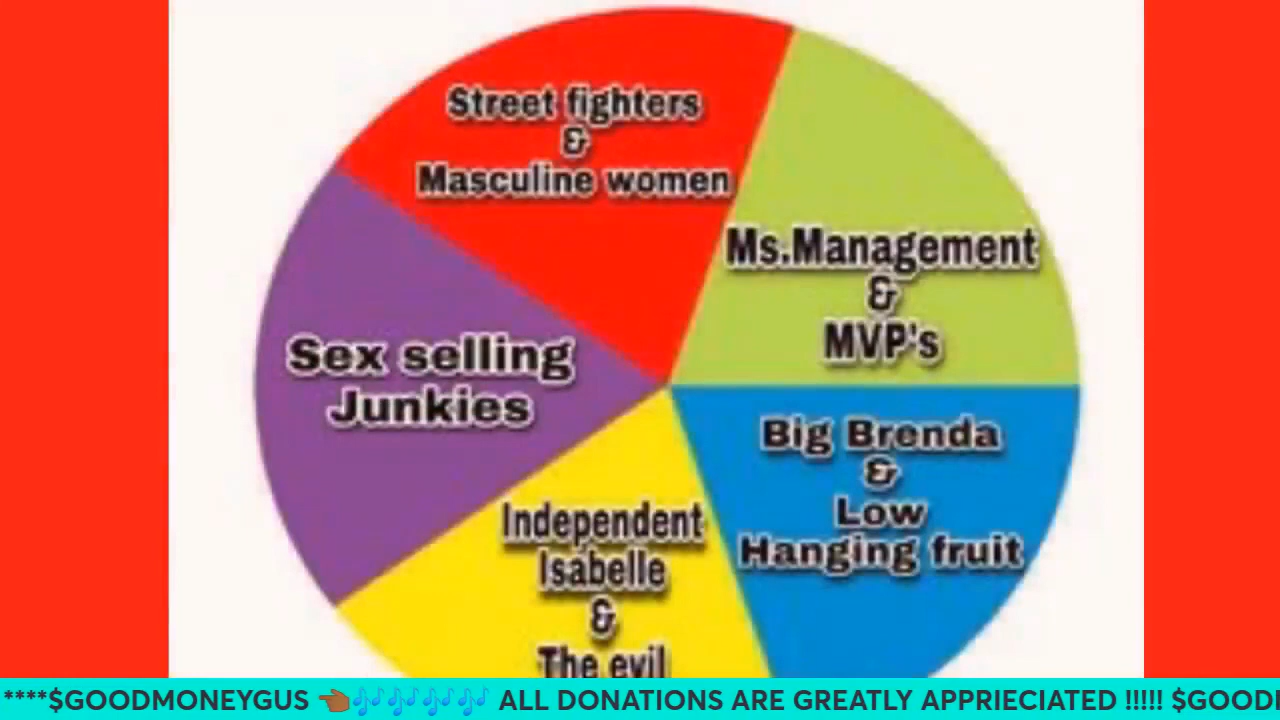 Street fighters
&
Masculine women
Ms.Management
&
MVP's
Sex selling
Junkies
Big Brenda
&
Low
Hanging fruit
Independent
Isabelle
&
The evil
****$GOODMONEYGUS 👈🏾🎶🎶🎶🎶 ALL DONATIONS ARE GREATLY APPRIECIATED !!!!! $GOOD